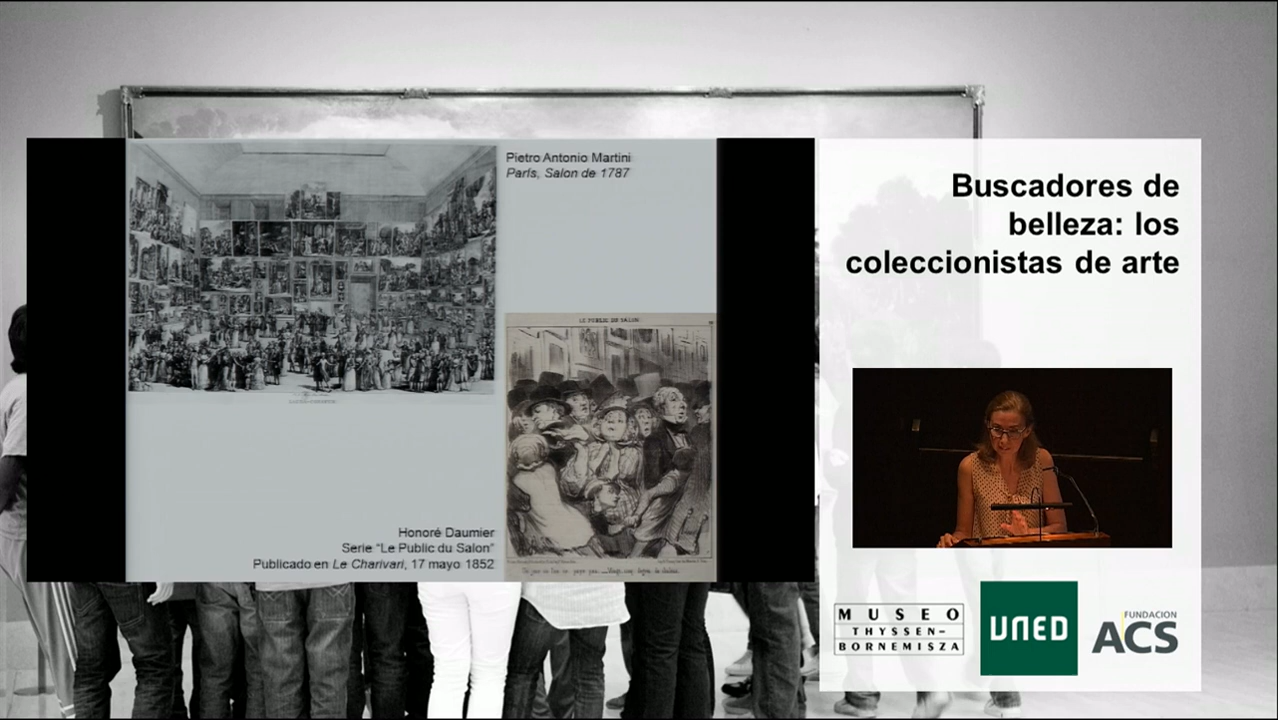 Pietro Antonio Martini
París, Salon de 1787
LE PUBLIC DU SALON
Honoré Daumier
Serie “Le Public du Salon”
Publicado en Le Charivari, 17 mayo 1852
Buscadores de
belleza: los
coleccionistas de arte
MUSEO
THYSSEN-
BORNEMISZA
UNED
FUNDACION
ACS